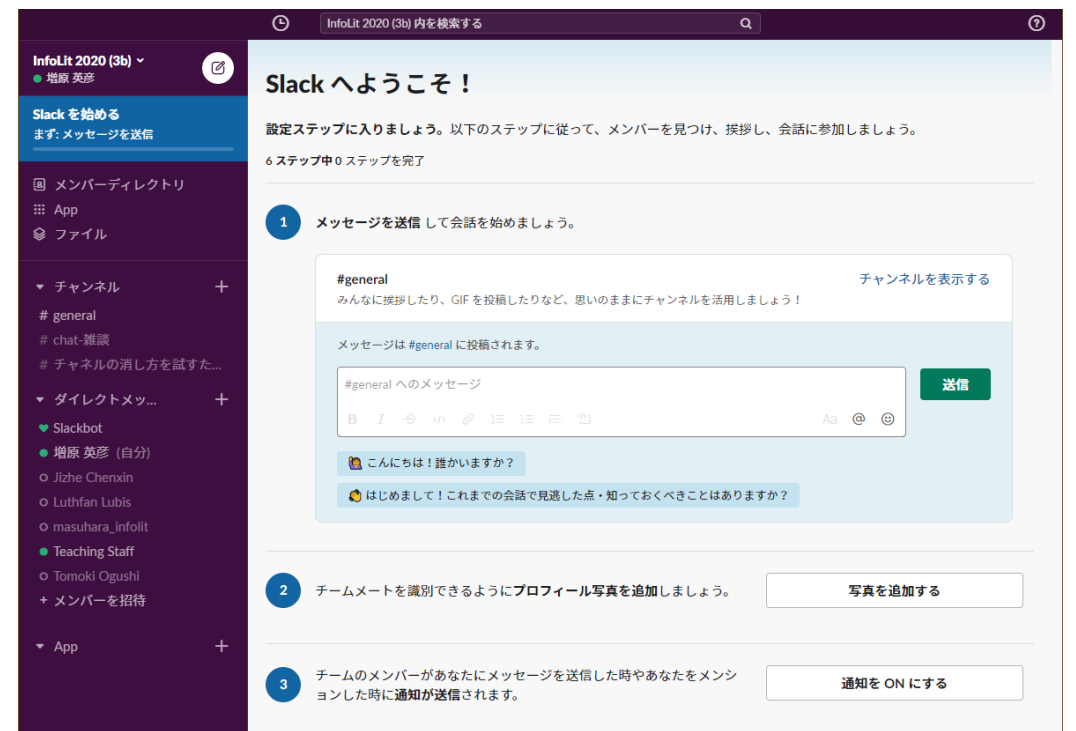 InfoLit 2020 (3b) 内を検索する
InfoLit 2020 (3b)
増原 英彦
Slack を始める
まず: メッセージを送信
メンバーディレクトリ
App
ファイル
チャンネル
# general
# chat-雑談
# チャネルの消し方を試すた...
ダイレクトメッ...
Slackbot
増原 英彦 (自分)
Jizhe Chenxin
Luthfan Lubis
masuhara_infolit
Teaching Staff
Tomoki Ogushi
+ メンバーを招待
App
Slack へようこそ！
設定ステップに入りましょう。以下のステップに従って、メンバーを見つけ、挨拶し、会話に参加しましょう。
6 ステップ中 0 ステップを完了
1 メッセージを送信 して会話を始めましょう。
#general
チャンネルを表示する
みんなに挨拶したり、GIF を投稿したりなど、思いのままにチャンネルを活用しましょう！
メッセージは #general に投稿されます。
#general へのメッセージ
送信
B I S </> Aa @
こんにちは！誰かいますか？
はじめまして！これまでの会話で見逃した点・知っておくべきことはありますか？
2 チームメートを識別できるようにプロフィール写真を追加しましょう。
写真を追加する
3 チームのメンバーがあなたにメッセージを送信した時やあなたをメンシ
ョンした時に通知が送信されます。
通知を ON にする